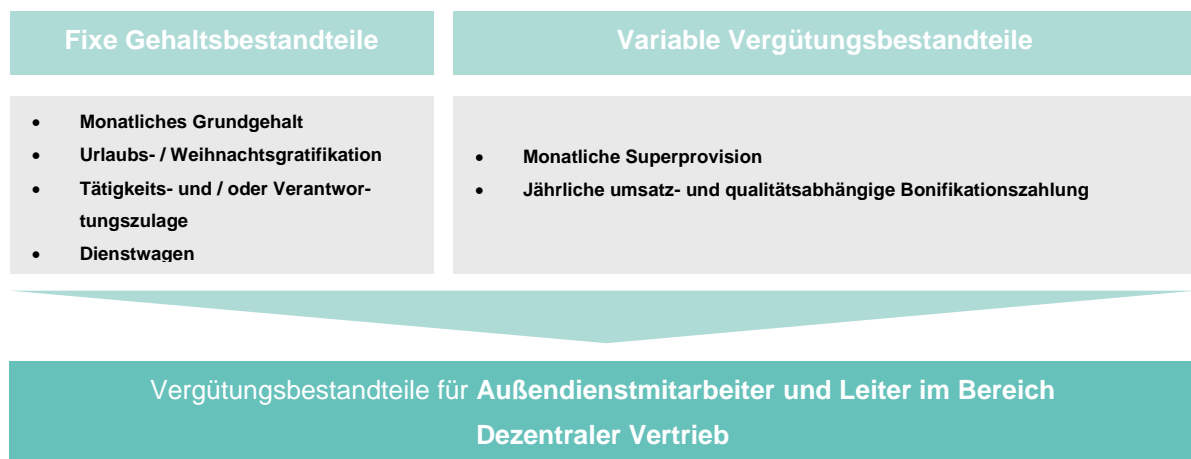 Fixe Gehaltsbestandteile
Variable Vergütungsbestandteile
• Monatliches Grundgehalt
• Urlaubs- / Weihnachtsgratifikation
• Tätigkeits- und / oder Verantwor-
tungszulage
• Dienstwagen
• Monatliche Superprovision
• Jährliche umsatz- und qualitätsabhängige Bonifikationszahlung
Vergütungsbestandteile für Außendienstmitarbeiter und Leiter im Bereich
Dezentraler Vertrieb